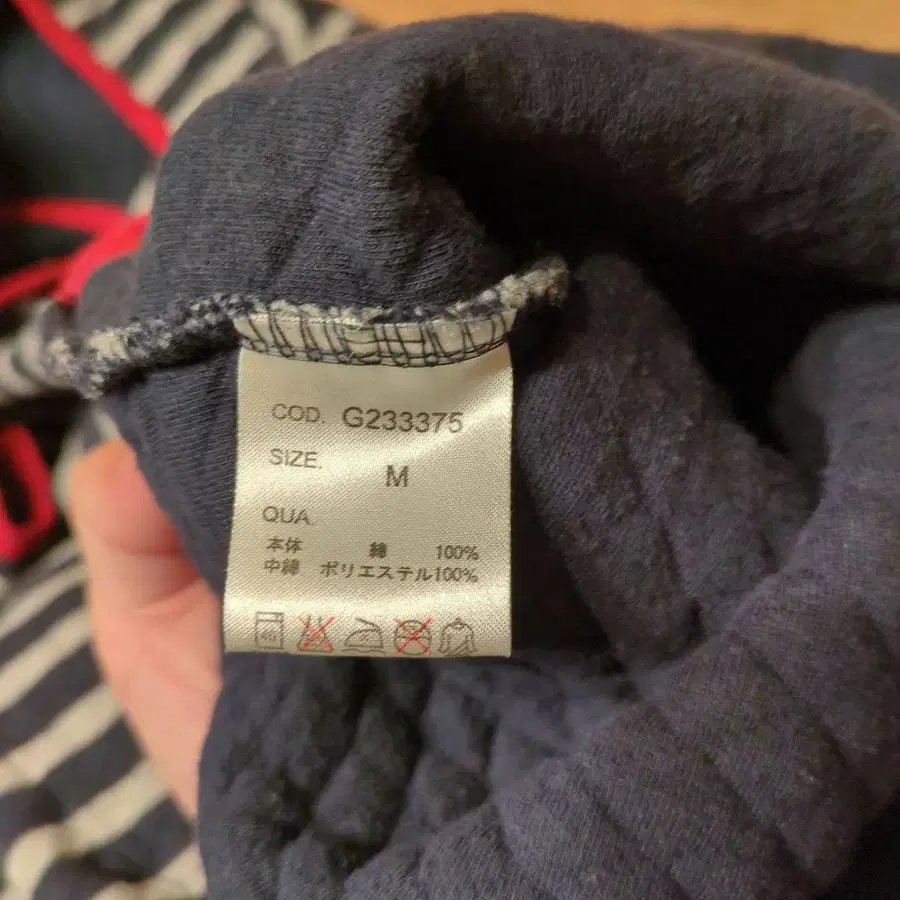 COD. G233375
SIZE. M
QUA.
本体 綿 100%
中綿 ポリエステル100%
40